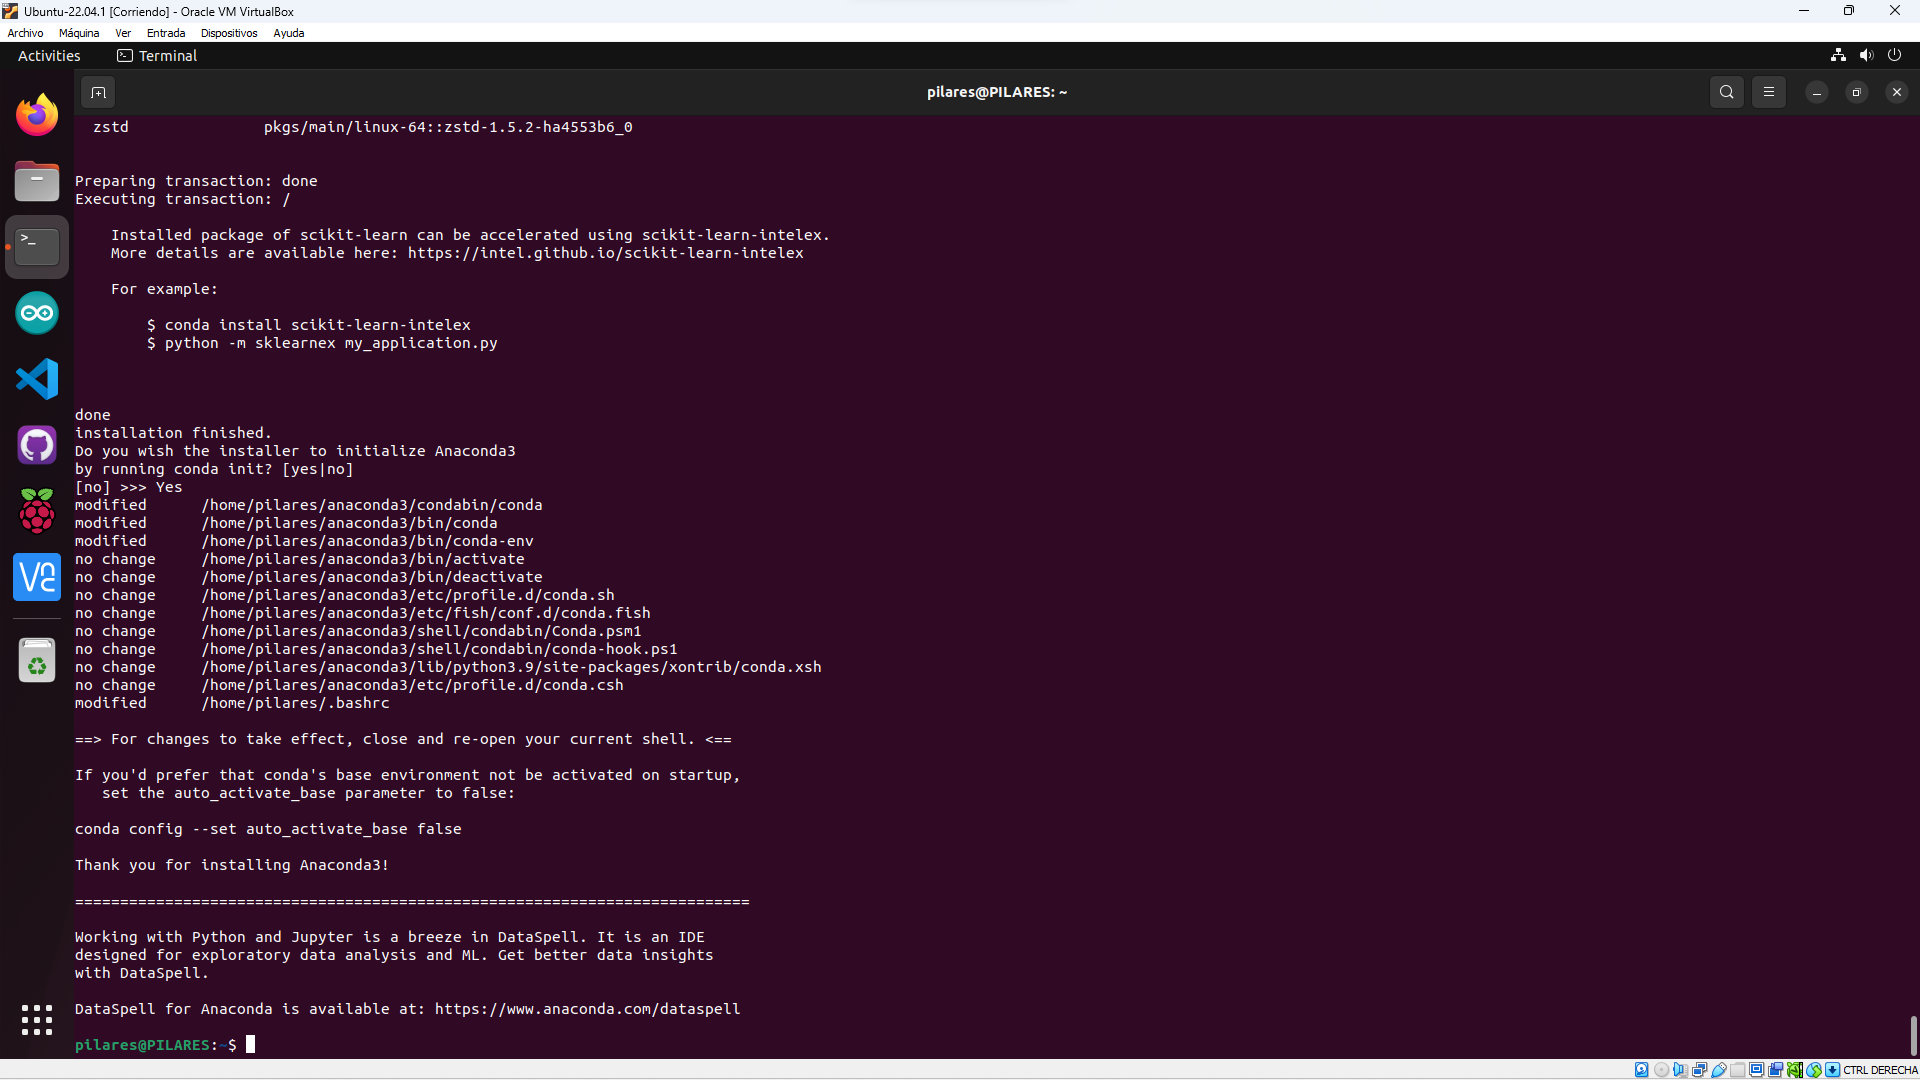 Ubuntu-22.04.1 [Corriendo] - Oracle VM VirtualBox
Archivo Máquina Ver Entrada Dispositivos Ayuda
Activities Terminal
pilares@PILARES: ~
zstd pkgs/main/linux-64::zstd-1.5.2-ha4553b6_0
Preparing transaction: done
Executing transaction: /
Installed package of scikit-learn can be accelerated using scikit-learn-intelex.
More details are available here: https://intel.github.io/scikit-learn-intelex
For example:
$ conda install scikit-learn-intelex
$ python -m sklearnex my_application.py
done
installation finished.
Do you wish the installer to initialize Anaconda3
by running conda init? [yes|no]
[no] >>> Yes
modified /home/pilares/anaconda3/condabin/conda
modified /home/pilares/anaconda3/bin/conda
modified /home/pilares/anaconda3/bin/conda-env
no change /home/pilares/anaconda3/bin/activate
no change /home/pilares/anaconda3/bin/deactivate
no change /home/pilares/anaconda3/etc/profile.d/conda.sh
no change /home/pilares/anaconda3/etc/fish/conf.d/conda.fish
no change /home/pilares/anaconda3/shell/condabin/Conda.psm1
no change /home/pilares/anaconda3/shell/condabin/conda-hook.ps1
no change /home/pilares/anaconda3/lib/python3.9/site-packages/xontrib/conda.xsh
no change /home/pilares/anaconda3/etc/profile.d/conda.csh
modified /home/pilares/.bashrc
==> For changes to take effect, close and re-open your current shell. <==
If you'd prefer that conda's base environment not be activated on startup,
set the auto_activate_base parameter to false:
conda config --set auto_activate_base false
Thank you for installing Anaconda3!
===========================================================================
Working with Python and Jupyter is a breeze in DataSpell. It is an IDE
designed for exploratory data analysis and ML. Get better data insights
with DataSpell.
DataSpell for Anaconda is available at: https://www.anaconda.com/dataspell
pilares@PILARES:~$
CTRL DERECHA